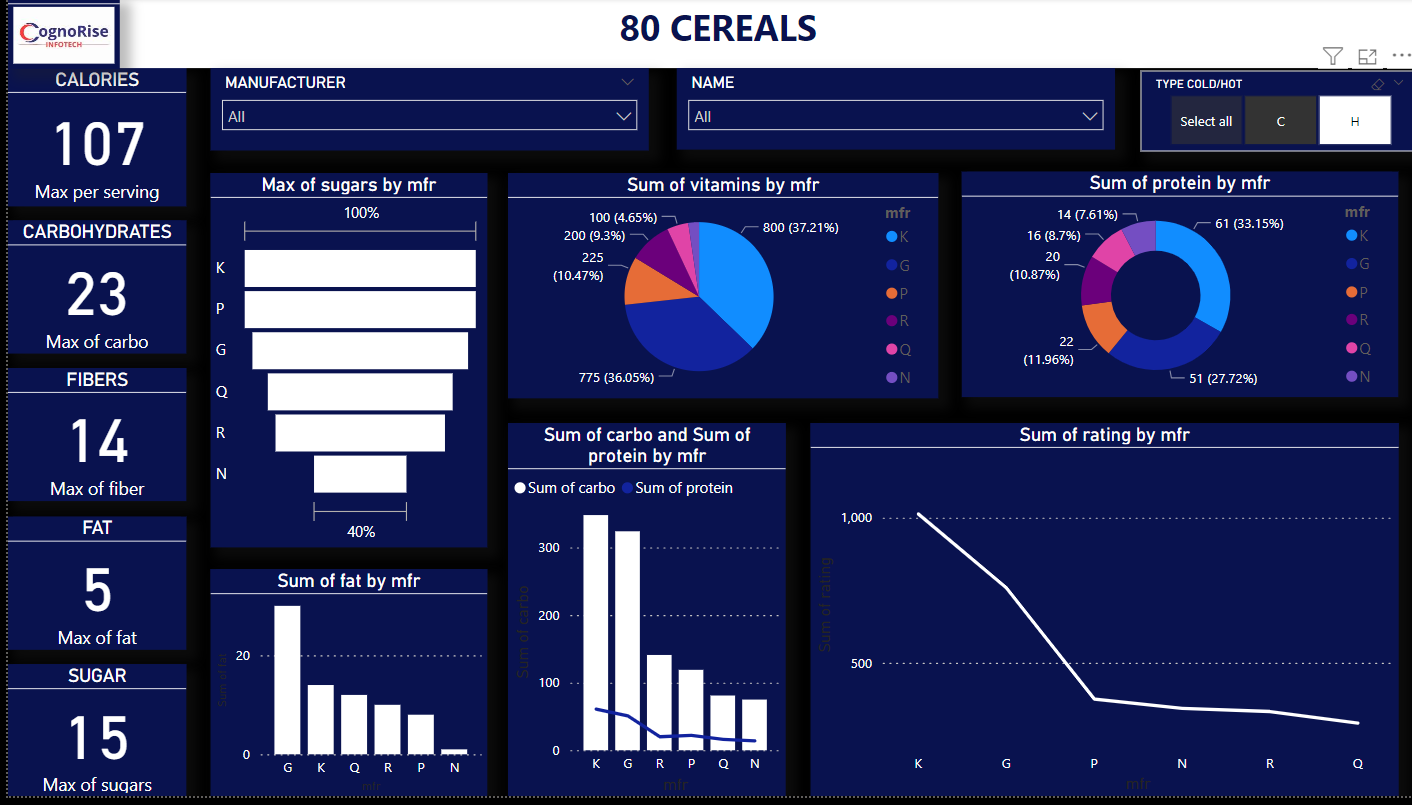 CognoRise
INFOTECH
80 CEREALS
CALORIES
107
Max per serving
CARBOHYDRATES
23
Max of carbo
FIBERS
14
Max of fiber
FAT
5
Max of fat
SUGAR
15
Max of sugars
MANUFACTURER
All
NAME
All
TYPE COLD/HOT
Select all
C
H
Max of sugars by mfr
100%
K
P
G
Q
R
N
40%
Sum of vitamins by mfr
100 (4.65%)
200 (9.3%)
225
(10.47%)
775 (36.05%)
800 (37.21%)
mfr
K
G
P
R
Q
N
Sum of protein by mfr
14 (7.61%)
16 (8.7%)
20
(10.87%)
22
(11.96%)
51 (27.72%)
61 (33.15%)
mfr
K
G
P
R
Q
N
Sum of fat by mfr
Sum of fat
20
0
G K Q R P N
mfr
Sum of carbo and Sum of
protein by mfr
Sum of carbo Sum of protein
Sum of carbo
300
200
100
0
K G R P Q N
mfr
Sum of rating by mfr
Sum of rating
1,000
500
K G P N R Q
mfr